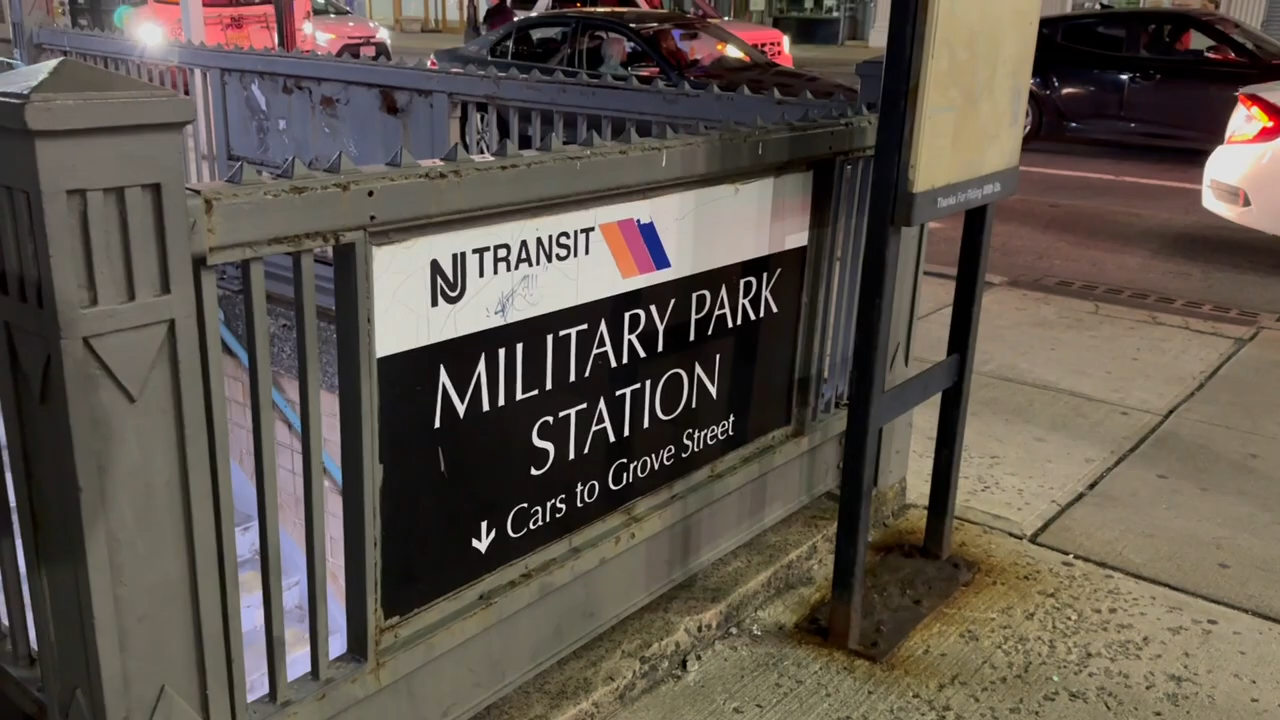 NJ TRANSIT
MILITARY PARK
STATION
↓ Cars to Grove Street
Thanks For Riding With Us